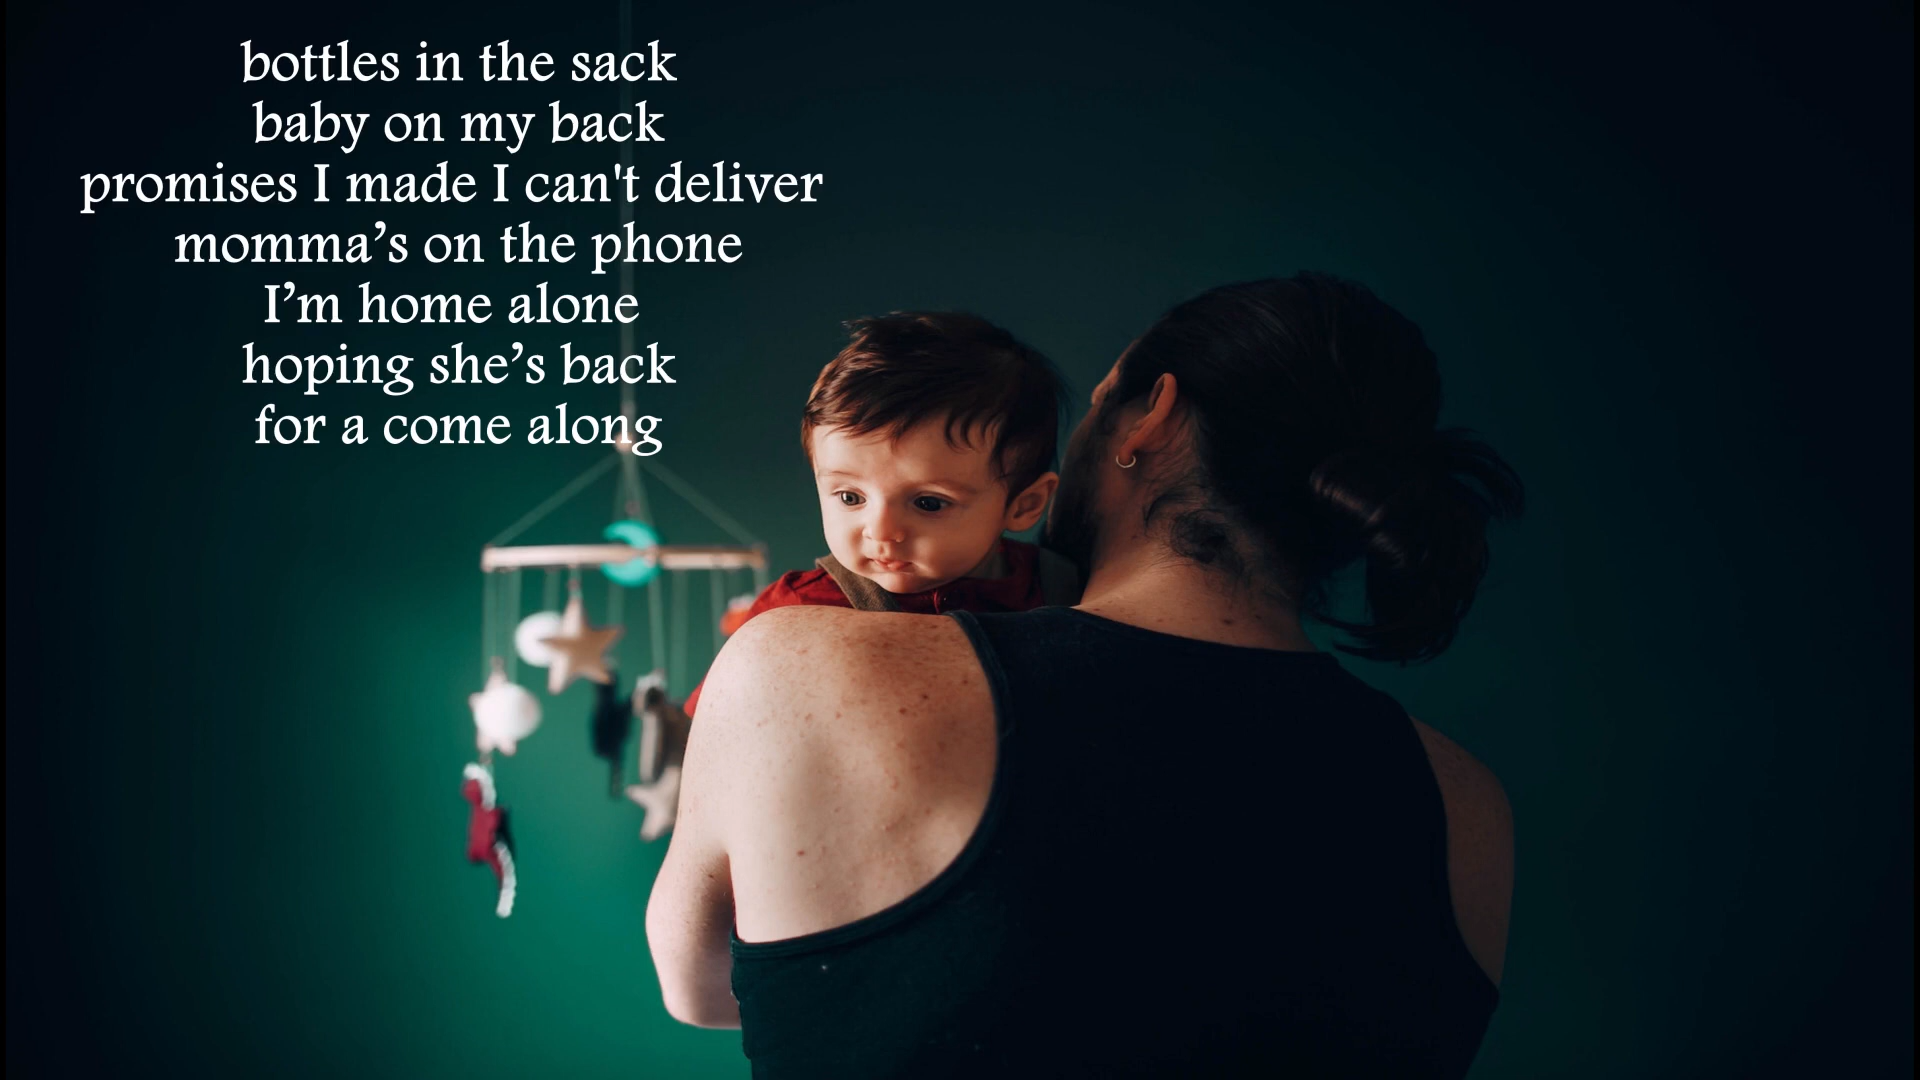 bottles in the sack
baby on my back
promises I made I can't deliver
momma’s on the phone
I’m home alone
hoping she’s back
for a come along